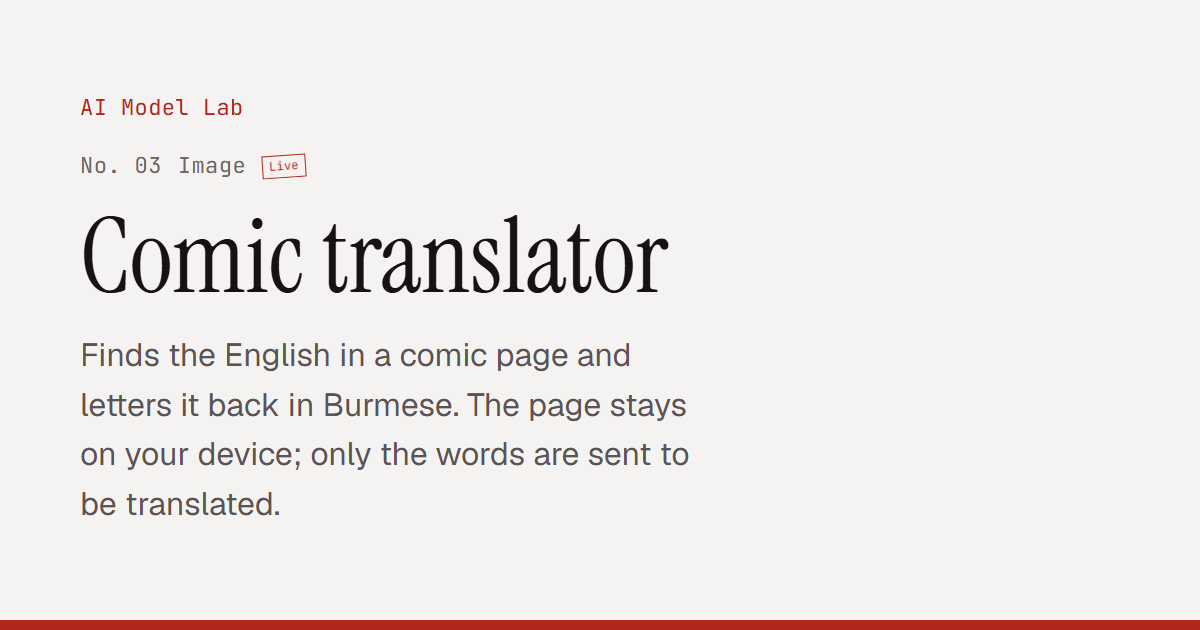 AI Model Lab
No. 03 Image Live
Comic translator
Finds the English in a comic page and
letters it back in Burmese. The page stays
on your device; only the words are sent to
be translated.